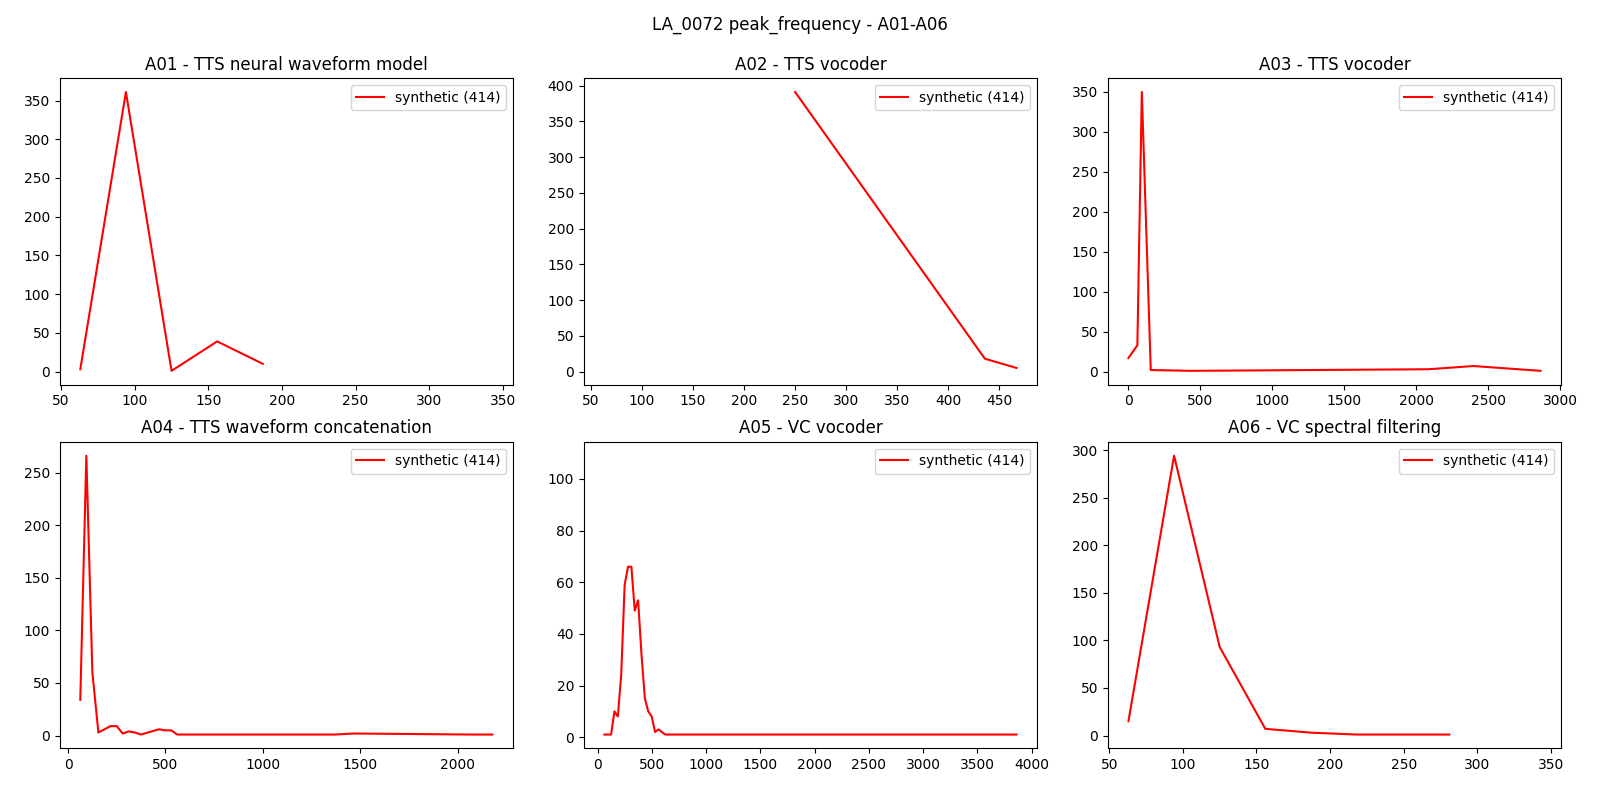 LA_0072 peak_frequency - A01-A06
A01 - TTS neural waveform model
synthetic (414)
350
300
250
200
150
100
50
0
50 100 150 200 250 300 350
A02 - TTS vocoder
synthetic (414)
400
350
300
250
200
150
100
50
0
50 100 150 200 250 300 350 400 450
A03 - TTS vocoder
synthetic (414)
350
300
250
200
150
100
50
0
0 500 1000 1500 2000 2500 3000
A04 - TTS waveform concatenation
synthetic (414)
250
200
150
100
50
0
0 500 1000 1500 2000
A05 - VC vocoder
synthetic (414)
100
80
60
40
20
0
0 500 1000 1500 2000 2500 3000 3500 4000
A06 - VC spectral filtering
synthetic (414)
300
250
200
150
100
50
0
50 100 150 200 250 300 350